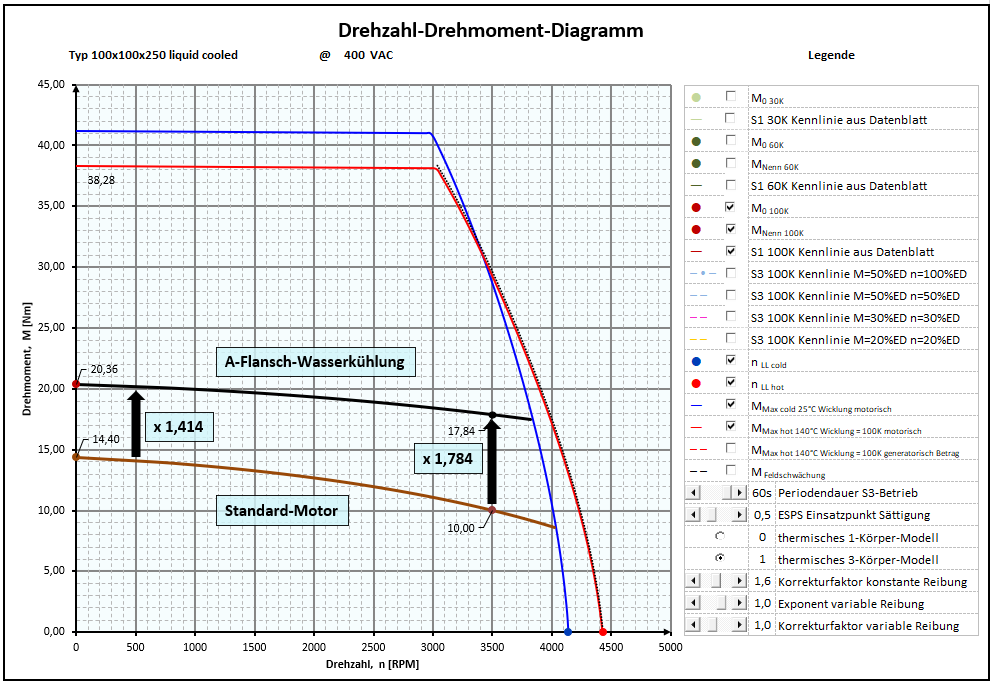 Drehzahl-Drehmoment-Diagramm
Typ 100x100x250 liquid cooled @ 400 VAC
Legende
45,00
40,00
35,00
30,00
25,00
20,00
15,00
10,00
5,00
0,00
Drehmoment, M [Nm]
38,28
20,36
14,40
17,84
10,00
A-Flansch-Wasserkühlung
x 1,414
x 1,784
Standard-Motor
0 500 1000 1500 2000 2500 3000 3500 4000 4500 5000
Drehzahl, n [RPM]
M0 30K
S1 30K Kennlinie aus Datenblatt
M0 60K
MNenn 60K
S1 60K Kennlinie aus Datenblatt
M0 100K
MNenn 100K
S1 100K Kennlinie aus Datenblatt
S3 100K Kennlinie M=50%ED n=100%ED
S3 100K Kennlinie M=50%ED n=50%ED
S3 100K Kennlinie M=30%ED n=30%ED
S3 100K Kennlinie M=20%ED n=20%ED
n LL cold
n LL hot
MMax cold 25°C Wicklung motorisch
MMax hot 140°C Wicklung = 100K motorisch
MMax hot 140°C Wicklung = 100K generatorisch Betrag
M Feldschwächung
60s Periodendauer S3-Betrieb
0,5 ESPS Einsatzpunkt Sättigung
0 thermisches 1-Körper-Modell
1 thermisches 3-Körper-Modell
1,6 Korrekturfaktor konstante Reibung
1,0 Exponent variable Reibung
1,0 Korrekturfaktor variable Reibung